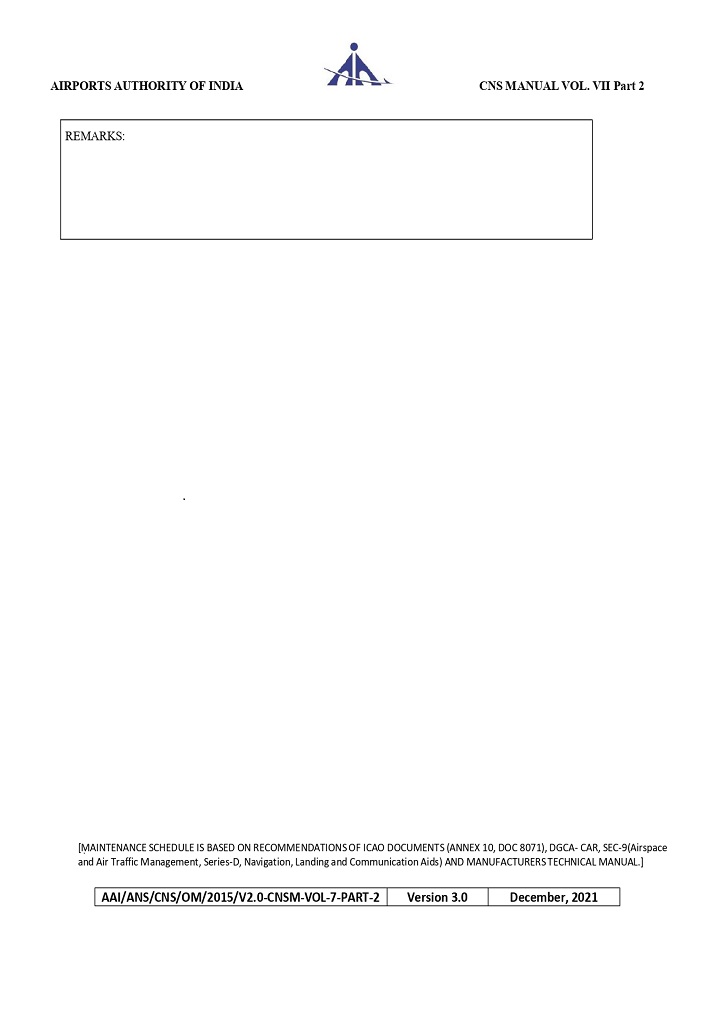 AIRPORTS AUTHORITY OF INDIA CNS MANUAL VOL. VII Part 2
REMARKS:
.
[MAINTENANCE SCHEDULE IS BASED ON RECOMMENDATIONS OF ICAO DOCUMENTS (ANNEX 10, DOC 8071), DGCA- CAR, SEC-9(Airspace
and Air Traffic Management, Series-D, Navigation, Landing and Communication Aids) AND MANUFACTURERS TECHNICAL MANUAL.]
AAI/ANS/CNS/OM/2015/V2.0-CNSM-VOL-7-PART-2 Version 3.0 December, 2021